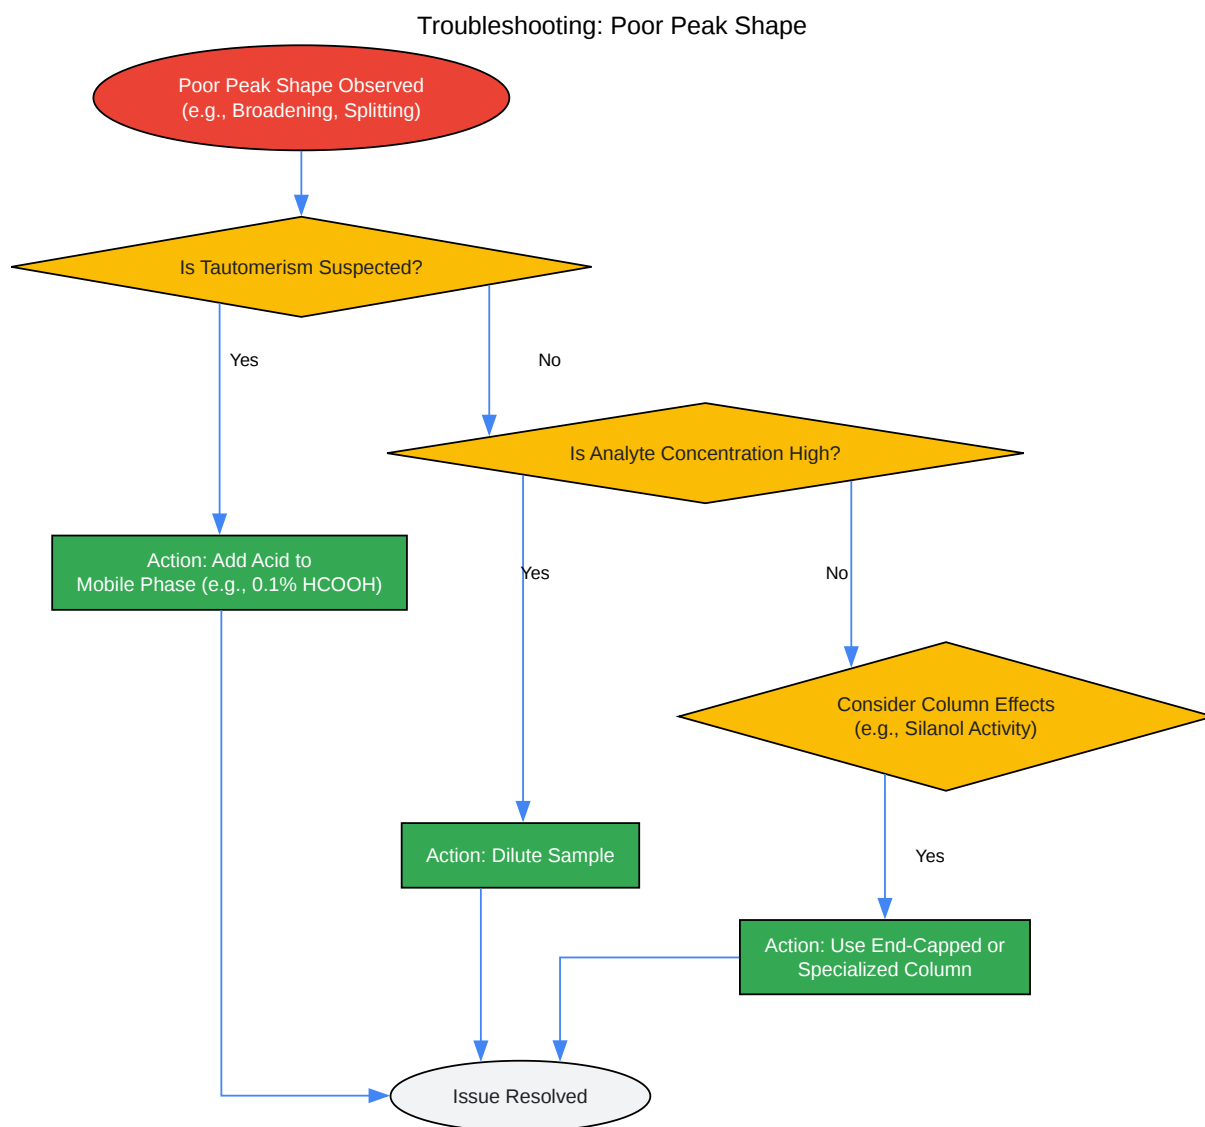 Troubleshooting: Poor Peak Shape
Poor Peak Shape Observed
(e.g., Broadening, Splitting)
Is Tautomerism Suspected?
Yes
No
Is Analyte Concentration High?
Action: Add Acid to
Mobile Phase (e.g., 0.1% HCOOH)
Yes
No
Consider Column Effects
(e.g., Silanol Activity)
Action: Dilute Sample
Yes
Action: Use End-Capped or
Specialized Column
Issue Resolved